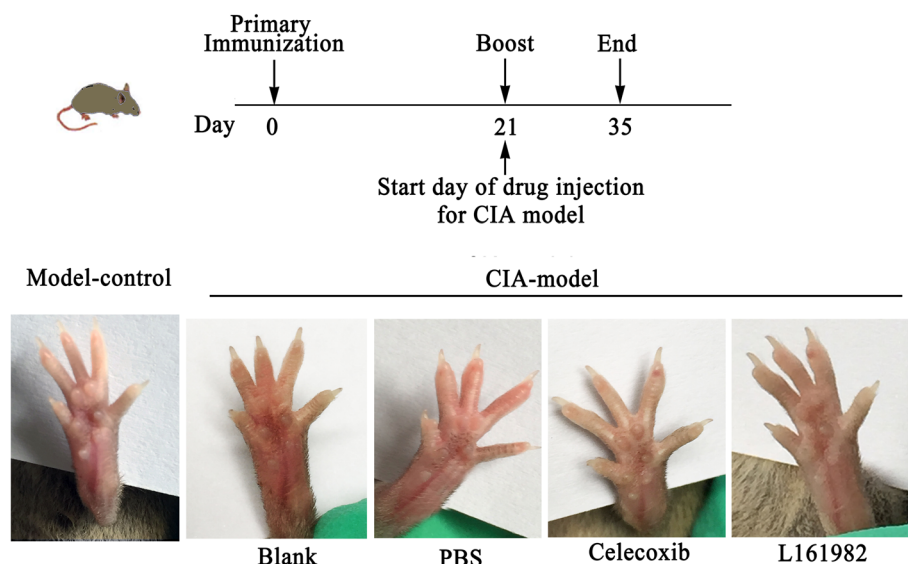 Primary
Immunization
Boost
End
Day
0
21
35
Start day of drug injection
for CIA model
Model-control
CIA-model
Blank
PBS
Celecoxib
L161982